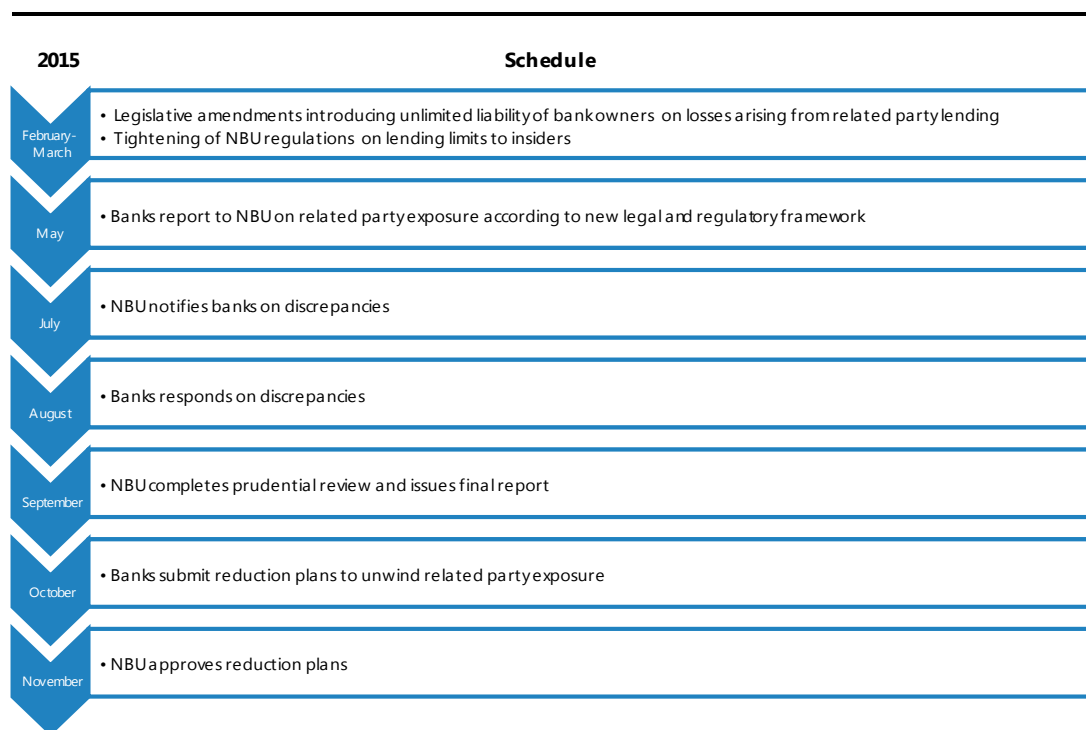 2015
Schedule
February-
March
• Legislative amendments introducing unlimited liability of bank owners on losses arising from related party lending
• Tightening of NBU regulations on lending limits to insiders
May
• Banks report to NBU on related party exposure according to new legal and regulatory framework
July
• NBU notifies banks on discrepancies
August
• Banks responds on discrepancies
September
• NBU completes prudential review and issues final report
October
• Banks submit reduction plans to unwind related party exposure
November
• NBU approves reduction plans